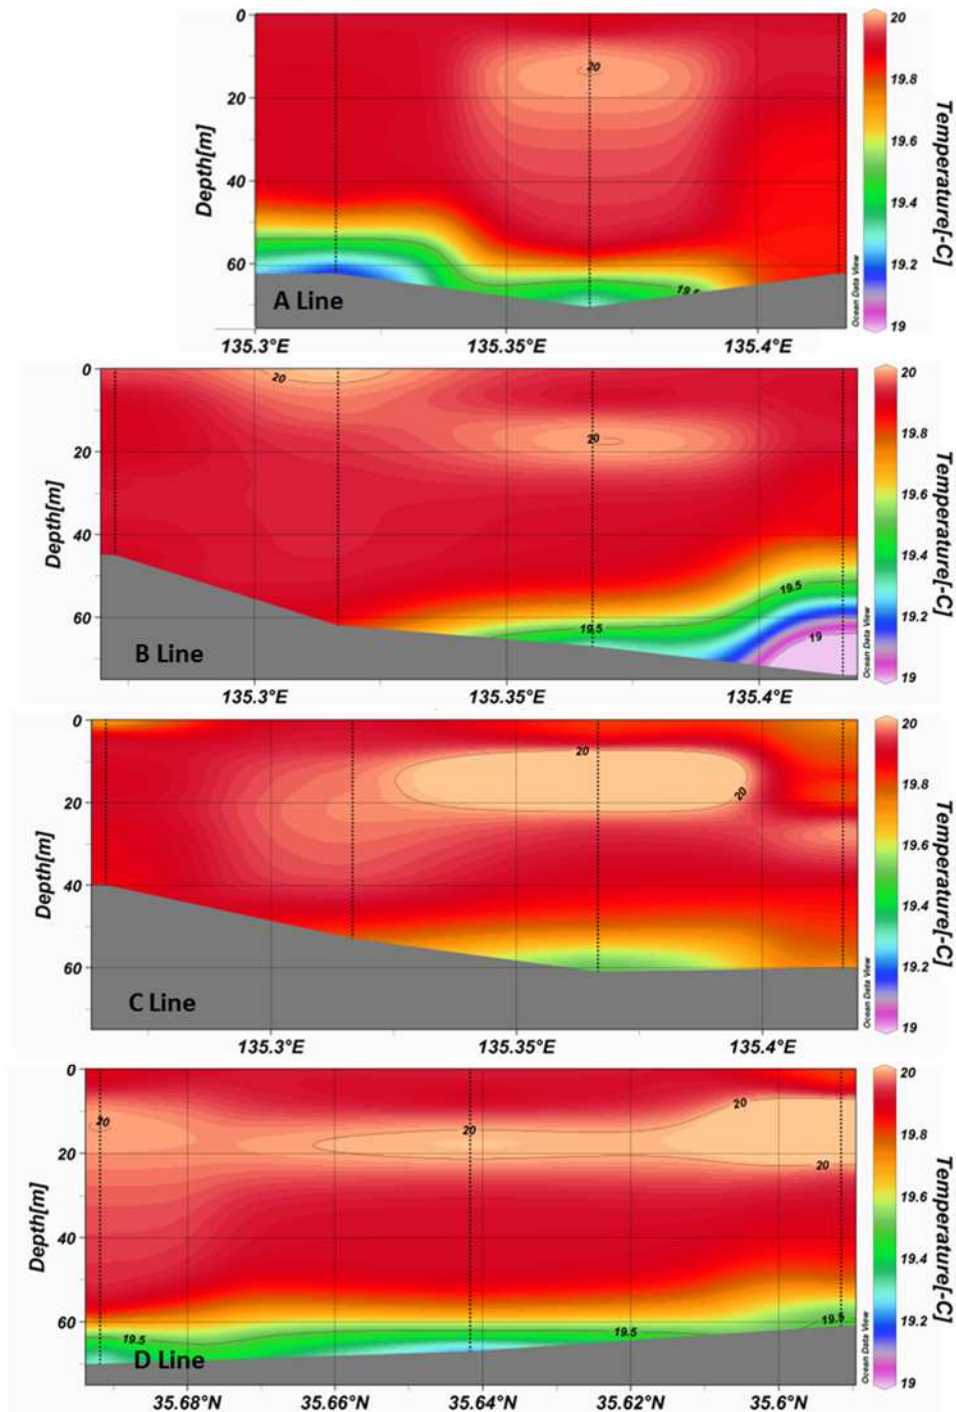 0
20
40
60
Depth[m]
20
19.5
A Line
135.3°E 135.35°E 135.4°E
Ocean Data View
20
19.8
19.6
19.4
19.2
19
Temperature[-C]
0
20
40
60
Depth[m]
20
20
19.5
19.5
19
B Line
135.3°E 135.35°E 135.4°E
Ocean Data View
20
19.8
19.6
19.4
19.2
19
Temperature[-C]
0
20
40
60
Depth[m]
20
20
C Line
135.3°E 135.35°E 135.4°E
Ocean Data View
20
19.8
19.6
19.4
19.2
19
Temperature[-C]
0
20
40
60
Depth[m]
20
20
20
20
19.5
19.5
19.5
D Line
35.68°N 35.66°N 35.64°N 35.62°N 35.6°N
Ocean Data View
20
19.8
19.6
19.4
19.2
19
Temperature[-C]